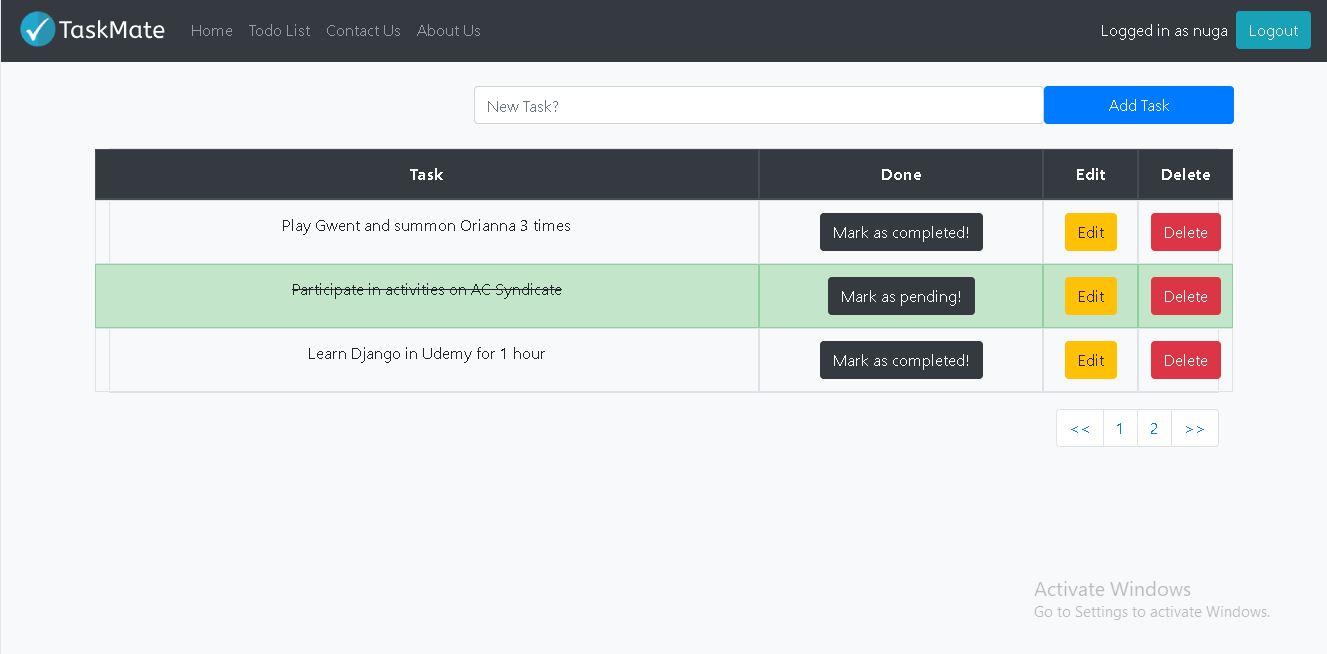 TaskMate Home Todo List Contact Us About Us Logged in as nuga Logout
New Task? Add Task
Task Done Edit Delete
Play Gwent and summon Orianna 3 times Mark as completed! Edit Delete
Participate in activities on AC Syndicate Mark as pending! Edit Delete
Learn Django in Udemy for 1 hour Mark as completed! Edit Delete
<< 1 2 >>
Activate Windows
Go to Settings to activate Windows.